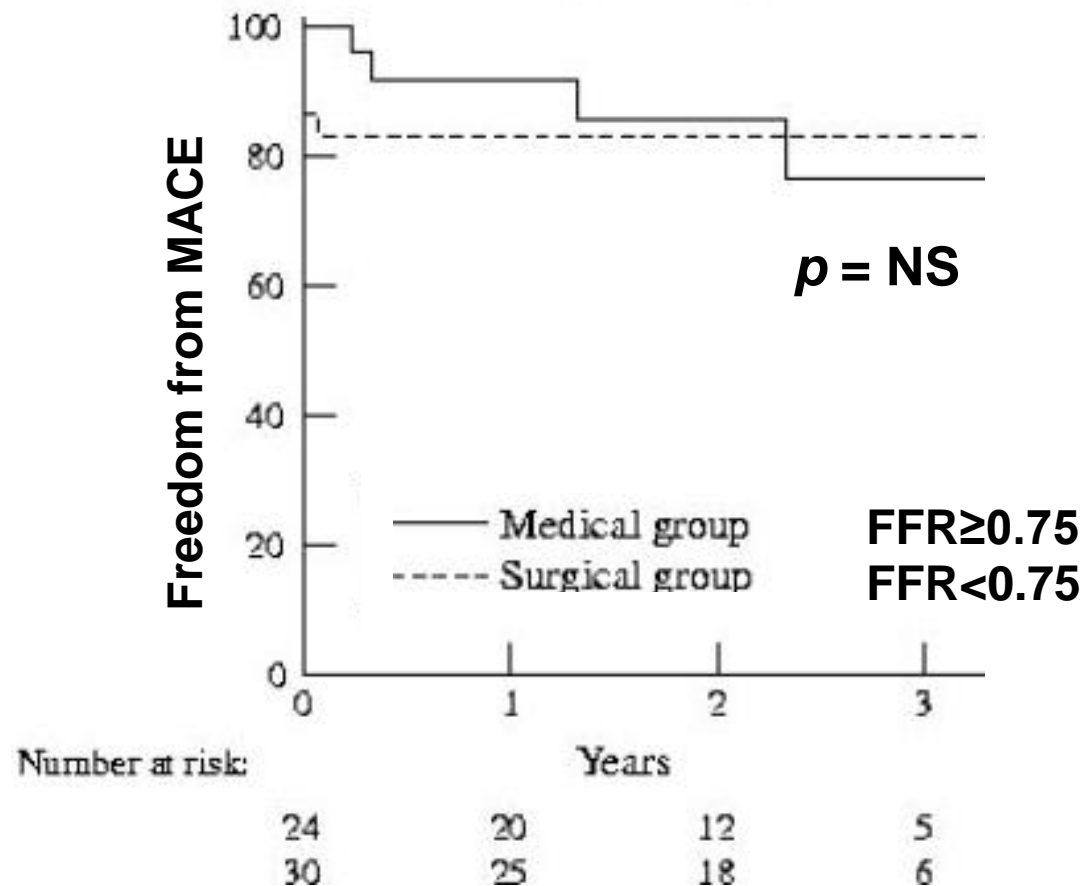 100
80
60
40
20
0
Freedom from MACE
p = NS
Medical group FFR≥0.75
Surgical group FFR<0.75
0 1 2 3
Number at risk: Years
24 20 12 5
30 25 18 6